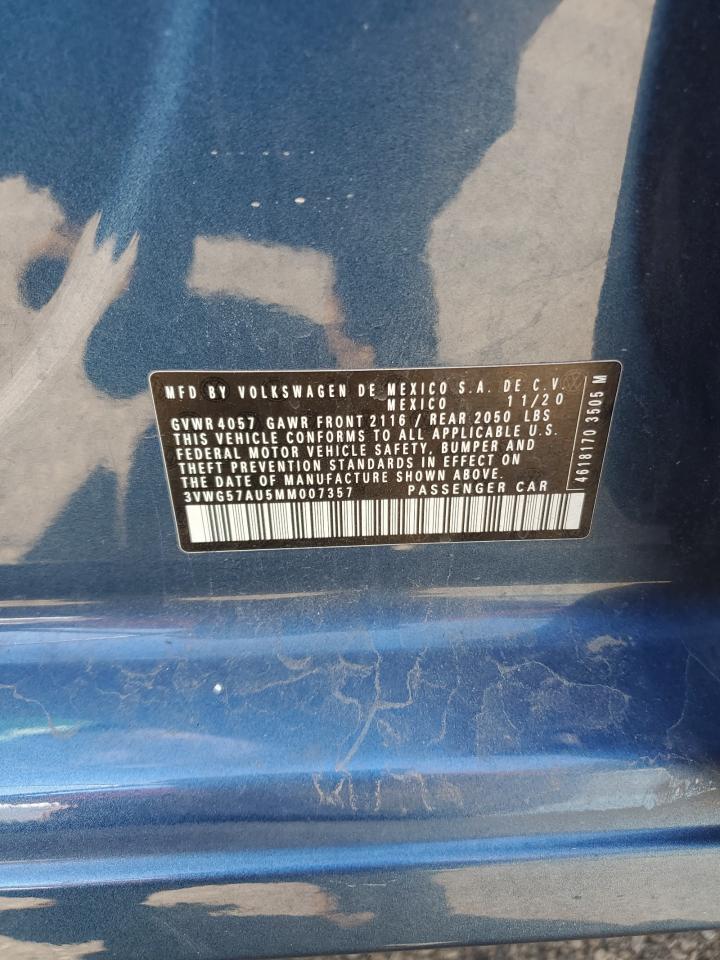 MFD BY VOLKSWAGEN DE MEXICO S.A. DE C.V.
MEXICO 11/20
GVWR 4057 GAWR FRONT 2116 / REAR 2050 LBS
THIS VEHICLE CONFORMS TO ALL APPLICABLE U.S.
FEDERAL MOTOR VEHICLE SAFETY, BUMPER AND
THEFT PREVENTION STANDARDS IN EFFECT ON
THE DATE OF MANUFACTURE SHOWN ABOVE.
3VWG57AU5MM007357 PASSENGER CAR
4618170 3505 M